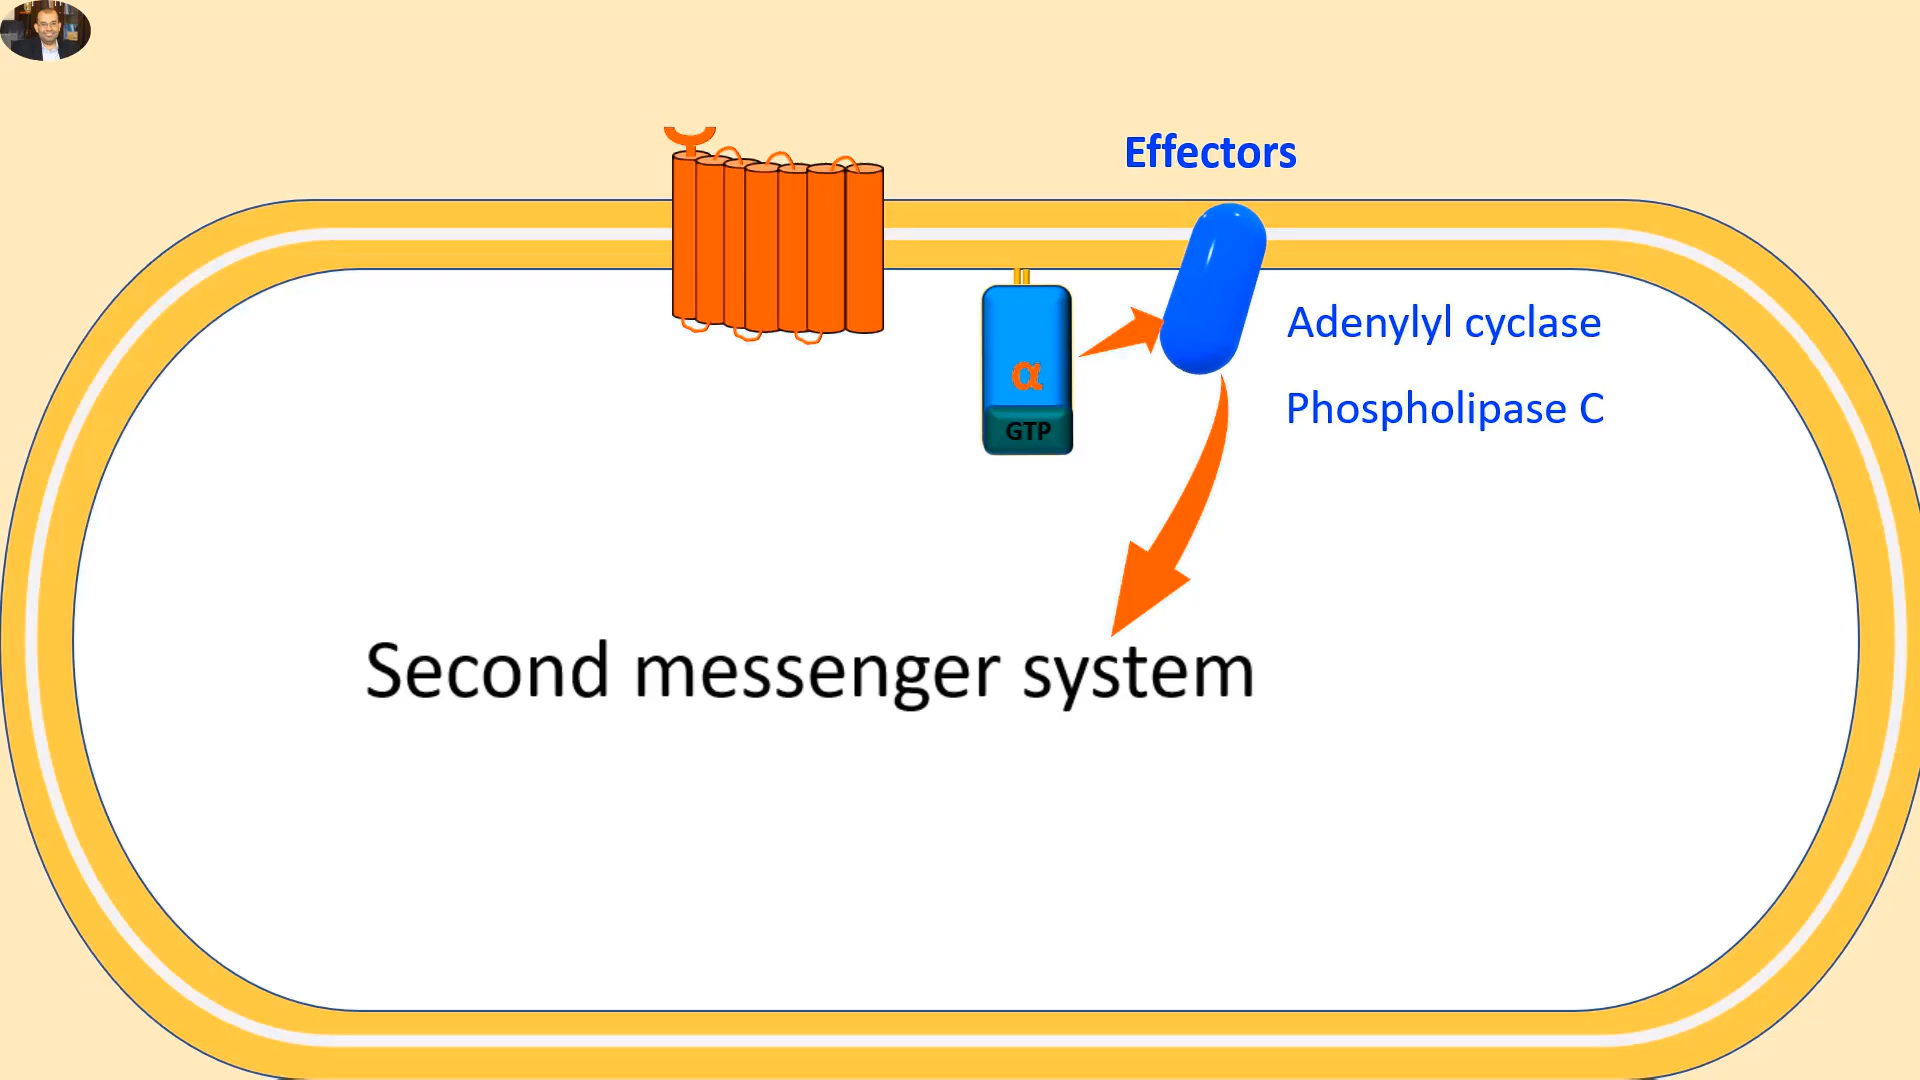 Effectors
Adenylyl cyclase
Phospholipase C
α
GTP
Second messenger system